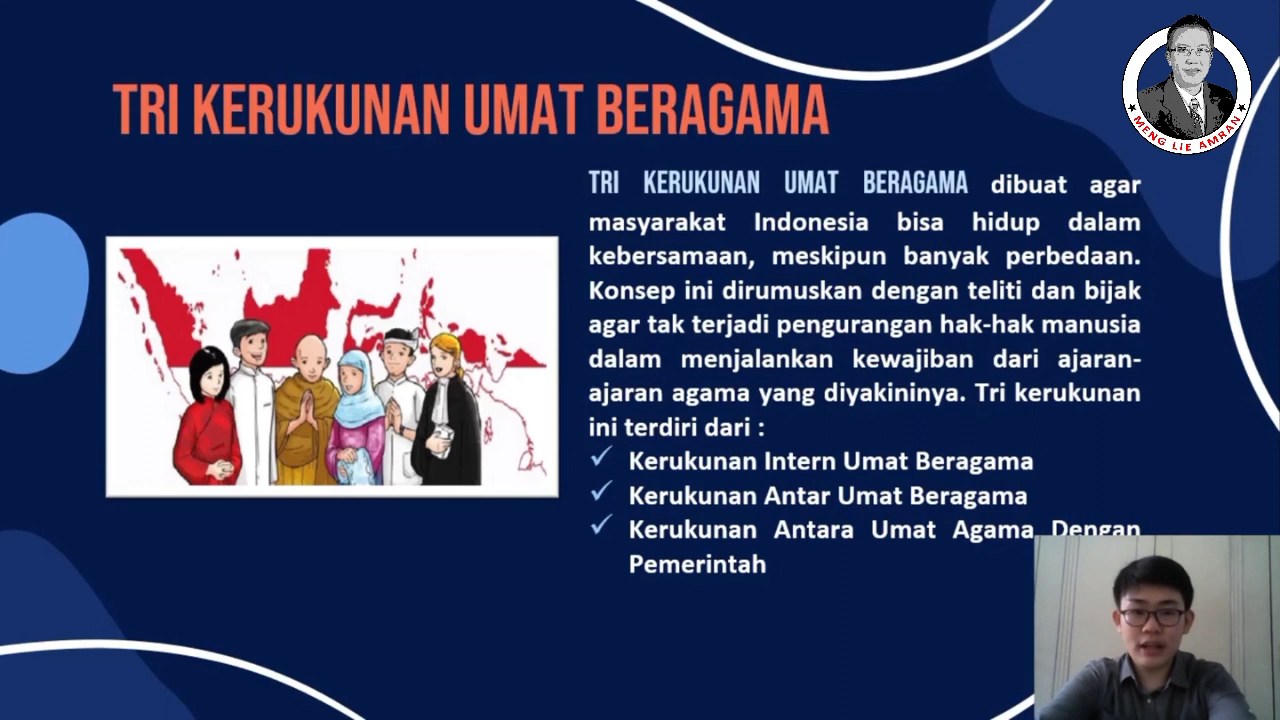 TRI KERUKUNAN UMAT BERAGAMA
MENG LIE AMRAN
TRI KERUKUNAN UMAT BERAGAMA dibuat agar
masyarakat Indonesia bisa hidup dalam
kebersamaan, meskipun banyak perbedaan.
Konsep ini dirumuskan dengan teliti dan bijak
agar tak terjadi pengurangan hak-hak manusia
dalam menjalankan kewajiban dari ajaran-
ajaran agama yang diyakininya. Tri kerukunan
ini terdiri dari :
✓ Kerukunan Intern Umat Beragama
✓ Kerukunan Antar Umat Beragama
✓ Kerukunan Antara Umat Agama Dengan
Pemerintah